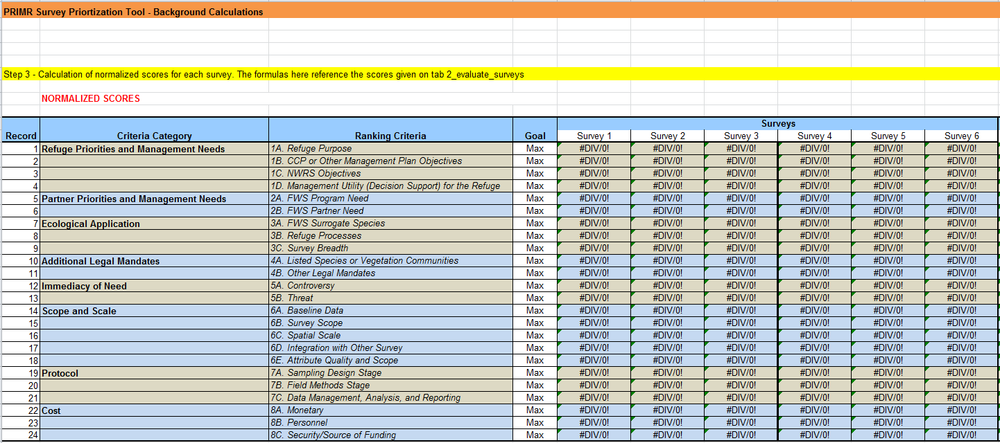 PRIMR Survey Priortization Tool - Background Calculations
Step 3 - Calculation of normalized scores for each survey. The formulas here reference the scores given on tab 2_evaluate_surveys
NORMALIZED SCORES
Surveys
Record Criteria Category Ranking Criteria Goal Survey 1 Survey 2 Survey 3 Survey 4 Survey 5 Survey 6
1 Refuge Priorities and Management Needs 1A. Refuge Purpose Max #DIV/0! #DIV/0! #DIV/0! #DIV/0! #DIV/0! #DIV/0!
2 1B. CCP or Other Management Plan Objectives Max #DIV/0! #DIV/0! #DIV/0! #DIV/0! #DIV/0! #DIV/0!
3 1C. NWRS Objectives Max #DIV/0! #DIV/0! #DIV/0! #DIV/0! #DIV/0! #DIV/0!
4 1D. Management Utility (Decision Support) for the Refuge Max #DIV/0! #DIV/0! #DIV/0! #DIV/0! #DIV/0! #DIV/0!
5 Partner Priorities and Management Needs 2A. FWS Program Need Max #DIV/0! #DIV/0! #DIV/0! #DIV/0! #DIV/0! #DIV/0!
6 2B. FWS Partner Need Max #DIV/0! #DIV/0! #DIV/0! #DIV/0! #DIV/0! #DIV/0!
7 Ecological Application 3A. FWS Surrogate Species Max #DIV/0! #DIV/0! #DIV/0! #DIV/0! #DIV/0! #DIV/0!
8 3B. Refuge Processes Max #DIV/0! #DIV/0! #DIV/0! #DIV/0! #DIV/0! #DIV/0!
9 3C. Survey Breadth Max #DIV/0! #DIV/0! #DIV/0! #DIV/0! #DIV/0! #DIV/0!
10 Additional Legal Mandates 4A. Listed Species or Vegetation Communities Max #DIV/0! #DIV/0! #DIV/0! #DIV/0! #DIV/0! #DIV/0!
11 4B. Other Legal Mandates Max #DIV/0! #DIV/0! #DIV/0! #DIV/0! #DIV/0! #DIV/0!
12 Immediacy of Need 5A. Controversy Max #DIV/0! #DIV/0! #DIV/0! #DIV/0! #DIV/0! #DIV/0!
13 5B. Threat Max #DIV/0! #DIV/0! #DIV/0! #DIV/0! #DIV/0! #DIV/0!
14 Scope and Scale 6A. Baseline Data Max #DIV/0! #DIV/0! #DIV/0! #DIV/0! #DIV/0! #DIV/0!
15 6B. Survey Scope Max #DIV/0! #DIV/0! #DIV/0! #DIV/0! #DIV/0! #DIV/0!
16 6C. Spatial Scale Max #DIV/0! #DIV/0! #DIV/0! #DIV/0! #DIV/0! #DIV/0!
17 6D. Integration with Other Survey Max #DIV/0! #DIV/0! #DIV/0! #DIV/0! #DIV/0! #DIV/0!
18 6E. Attribute Quality and Scope Max #DIV/0! #DIV/0! #DIV/0! #DIV/0! #DIV/0! #DIV/0!
19 Protocol 7A. Sampling Design Stage Max #DIV/0! #DIV/0! #DIV/0! #DIV/0! #DIV/0! #DIV/0!
20 7B. Field Methods Stage Max #DIV/0! #DIV/0! #DIV/0! #DIV/0! #DIV/0! #DIV/0!
21 7C. Data Management, Analysis, and Reporting Max #DIV/0! #DIV/0! #DIV/0! #DIV/0! #DIV/0! #DIV/0!
22 Cost 8A. Monetary Max #DIV/0! #DIV/0! #DIV/0! #DIV/0! #DIV/0! #DIV/0!
23 8B. Personnel Max #DIV/0! #DIV/0! #DIV/0! #DIV/0! #DIV/0! #DIV/0!
24 8C. Security/Source of Funding Max #DIV/0! #DIV/0! #DIV/0! #DIV/0! #DIV/0! #DIV/0!